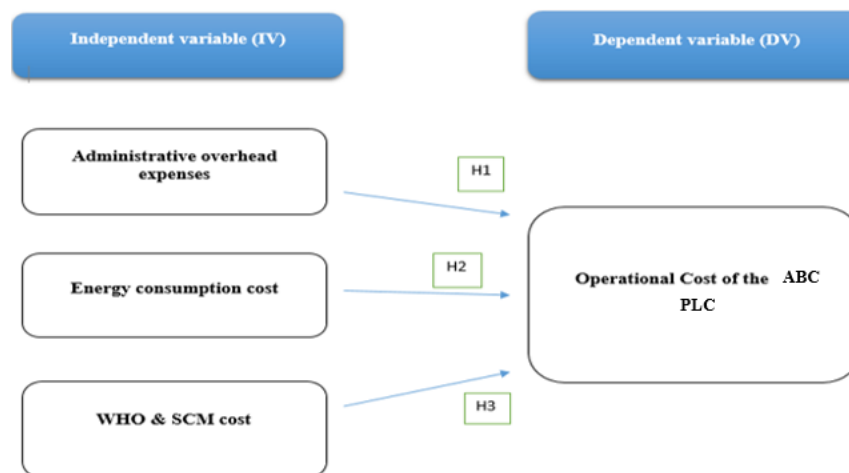 Independent variable (IV)
Dependent variable (DV)
Administrative overhead
expenses
H1
Energy consumption cost
H2
Operational Cost of the ABC
PLC
WHO & SCM cost
H3